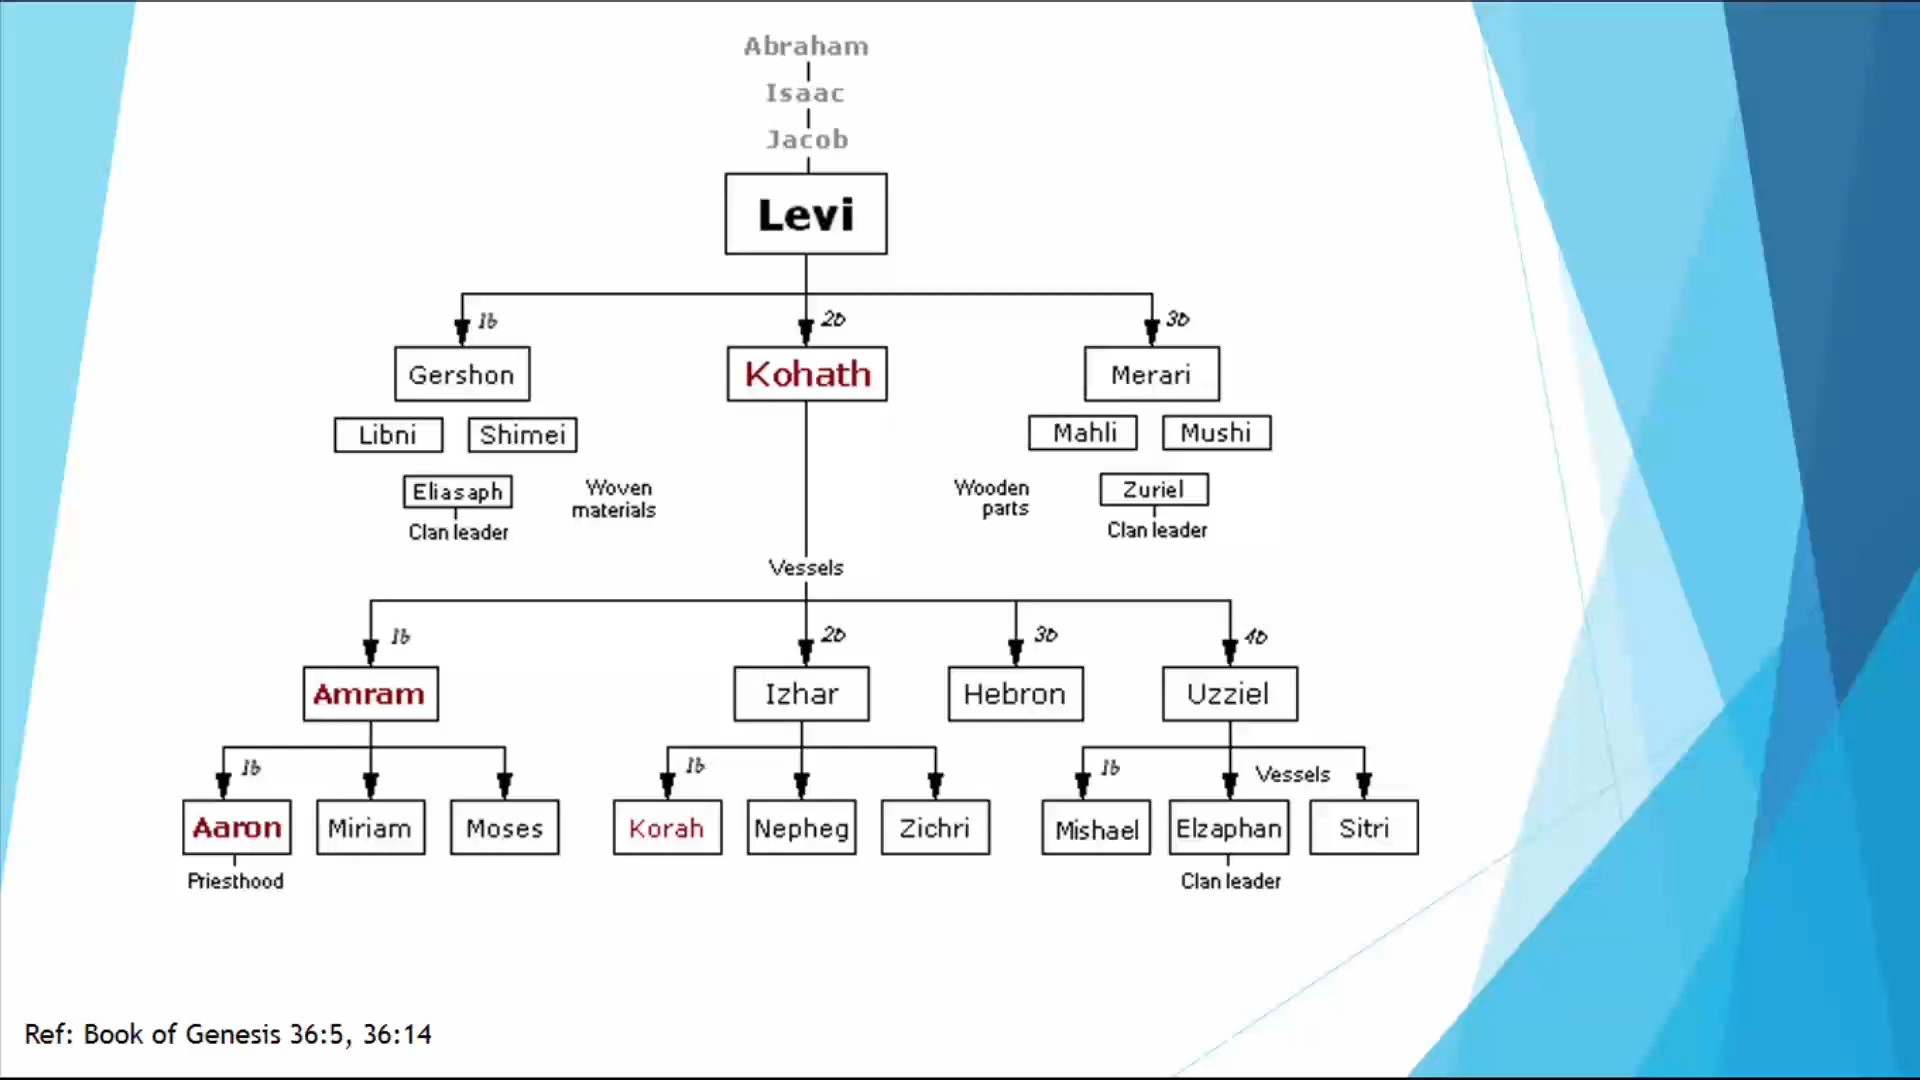 Abraham
Isaac
Jacob
Levi
1b
2b
3b
Gershon
Kohath
Merari
Libni
Shimei
Mahli
Mushi
Eliasaph
Woven
materials
Wooden
parts
Zuriel
Clan leader
Clan leader
Vessels
1b
2b
3b
4b
Amram
Izhar
Hebron
Uzziel
1b
1b
1b
Vessels
Aaron
Miriam
Moses
Korah
Nepheg
Zichri
Mishael
Elzaphan
Sitri
Priesthood
Clan leader
Ref: Book of Genesis 36:5, 36:14